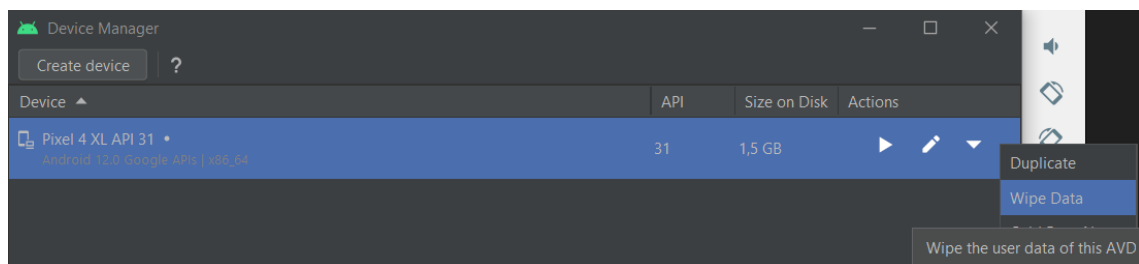 Device Manager
Create device ?
Device API Size on Disk Actions
Pixel 4 XL API 31 •
Android 12.0 Google APIs | x86_64
31 1,5 GB
Duplicate
Wipe Data
Wipe the user data of this AVD